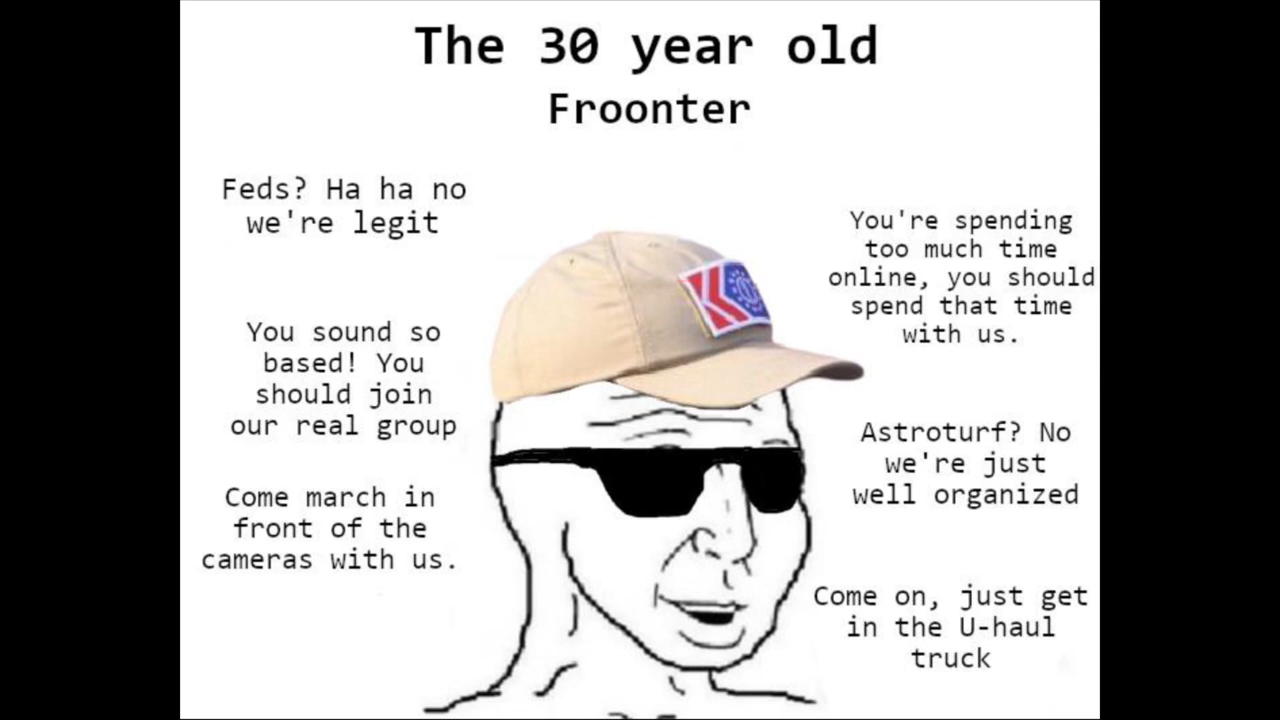 The 30 year old
Froonter
Feds? Ha ha no
we're legit
You sound so
based! You
should join
our real group
Come march in
front of the
cameras with us.
You're spending
too much time
online, you should
spend that time
with us.
Astroturf? No
we're just
well organized
Come on, just get
in the U-haul
truck